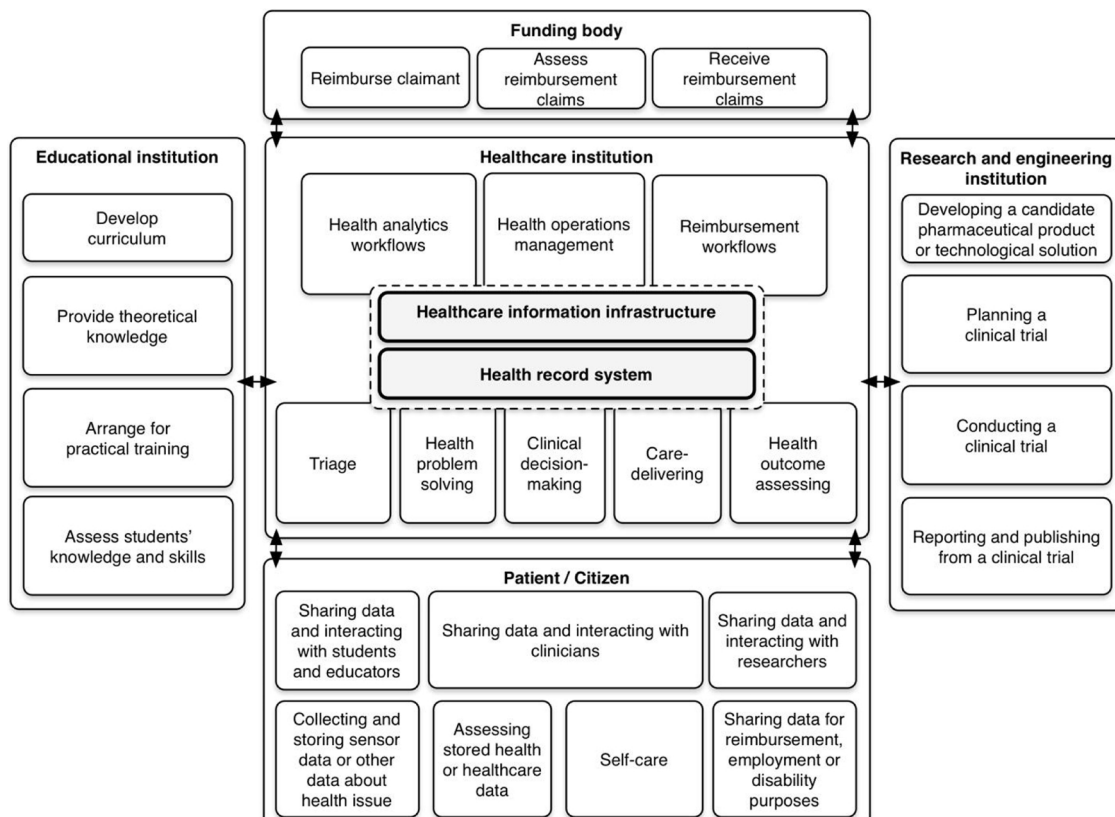 Funding body
Reimburse claimant
Assess
reimbursement
claims
Receive
reimbursement
claims
Educational institution
Develop
curriculum
Provide theoretical
knowledge
Arrange for
practical training
Assess students’
knowledge and skills
Healthcare institution
Health analytics
workflows
Health operations
management
Reimbursement
workflows
Healthcare information infrastructure
Health record system
Triage
Health
problem
solving
Clinical
decision-
making
Care-
delivering
Health
outcome
assessing
Research and engineering
institution
Developing a candidate
pharmaceutical product
or technological solution
Planning a
clinical trial
Conducting a
clinical trial
Reporting and publishing
from a clinical trial
Patient / Citizen
Sharing data
and interacting
with students
and educators
Sharing data and interacting with
clinicians
Sharing data and
interacting with
researchers
Collecting and
storing sensor
data or other
data about
health issue
Assessing
stored health
or healthcare
data
Self-care
Sharing data for
reimbursement,
employment or
disability
purposes